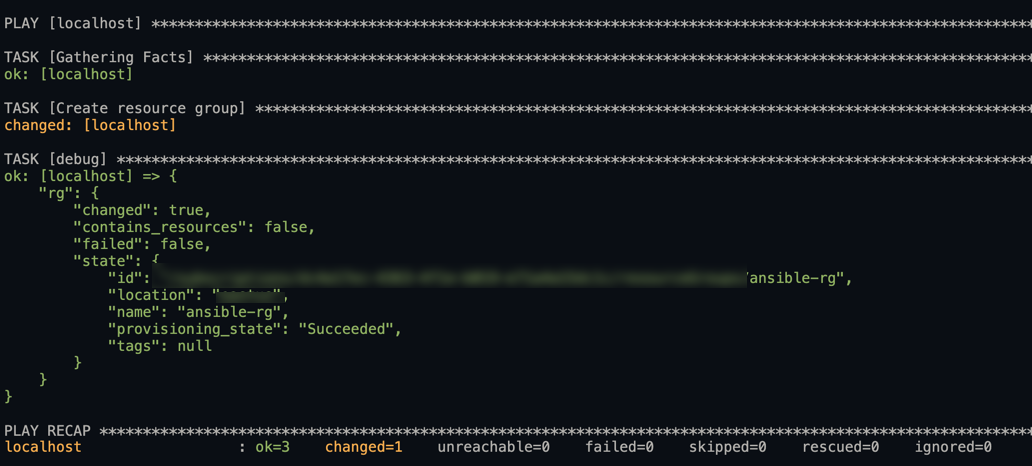 PLAY [localhost] ****************************************************************************************************
TASK [Gathering Facts] **********************************************************************************************
ok: [localhost]
TASK [Create resource group] ****************************************************************************************
changed: [localhost]
TASK [debug] ********************************************************************************************************
ok: [localhost] => {
    "rg": {
        "changed": true,
        "contains_resources": false,
        "failed": false,
        "state": {
            "id": /ansible-rg",
            "location": "",
            "name": "ansible-rg",
            "provisioning_state": "Succeeded",
            "tags": null
        }
    }
}
PLAY RECAP **********************************************************************************************************
localhost                  : ok=3    changed=1    unreachable=0    failed=0    skipped=0    rescued=0    ignored=0